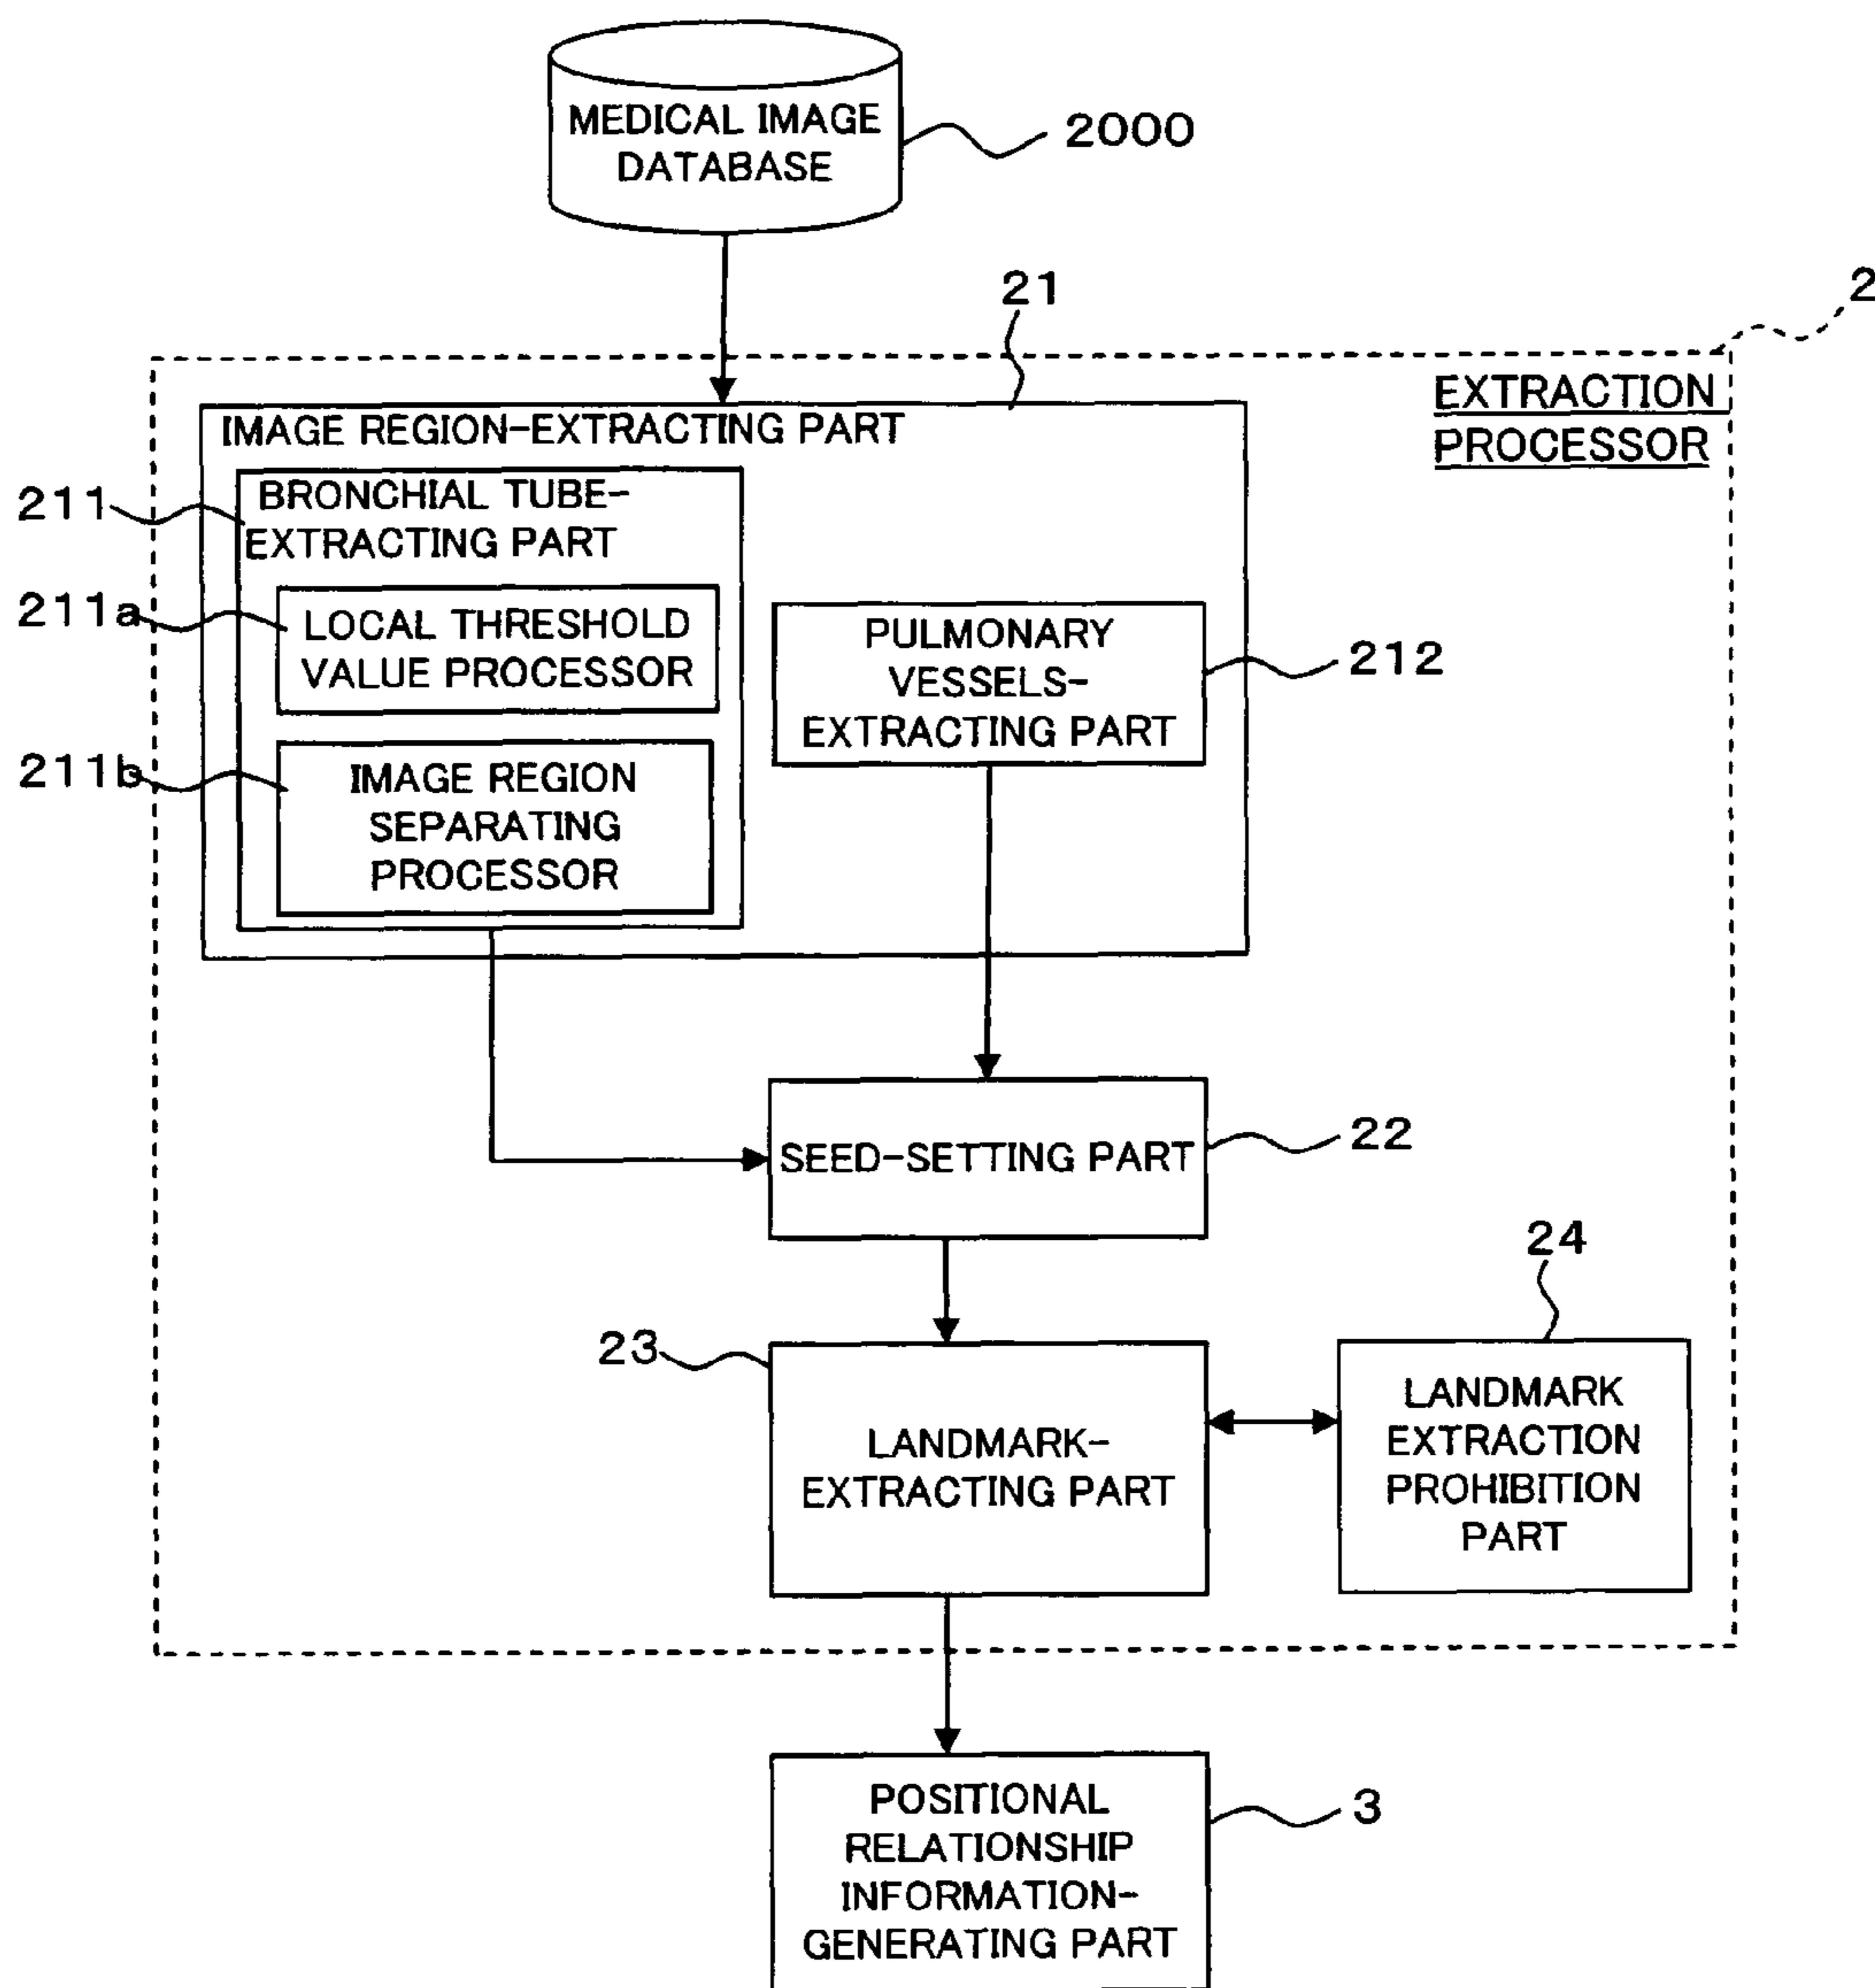 MEDICAL IMAGE
DATABASE
2000
21
2
EXTRACTION
PROCESSOR
IMAGE REGION-EXTRACTING PART
211
BRONCHIAL TUBE-
EXTRACTING PART
211a
LOCAL THRESHOLD
VALUE PROCESSOR
PULMONARY
VESSELS-
EXTRACTING PART
212
211b
IMAGE REGION
SEPARATING
PROCESSOR
SEED-SETTING PART
22
24
23
LANDMARK-
EXTRACTING PART
LANDMARK
EXTRACTION
PROHIBITION
PART
POSITIONAL
RELATIONSHIP
INFORMATION-
GENERATING PART
3